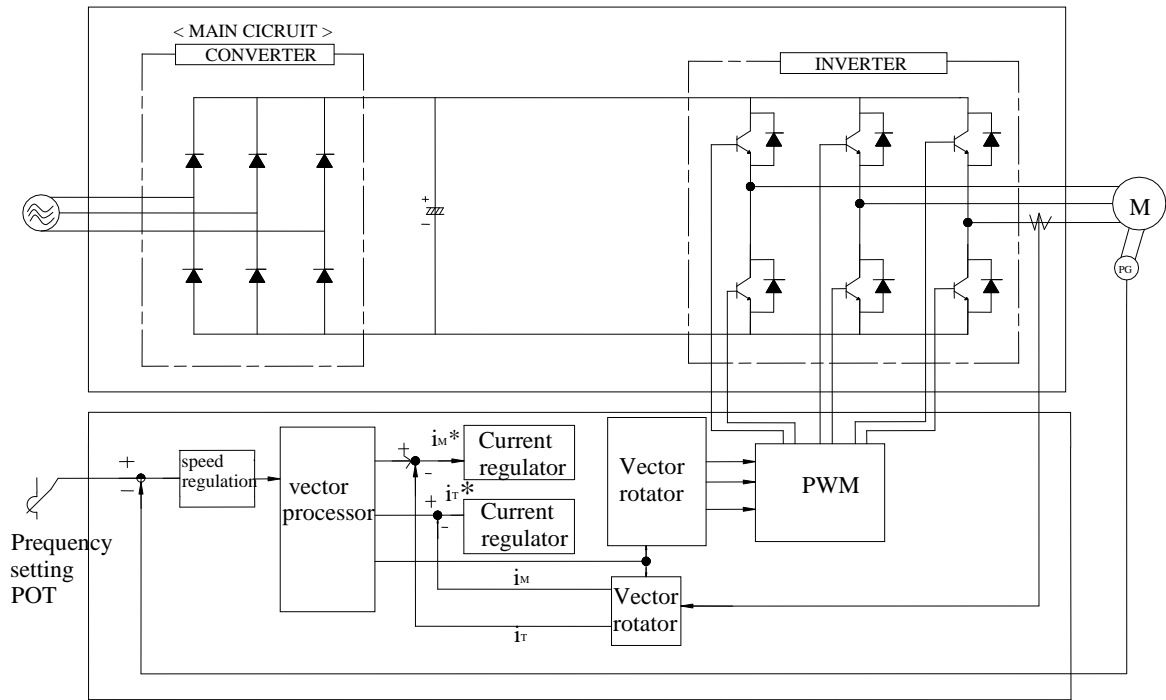 < MAIN CICRUIT >
CONVERTER
INVERTER
+
-
M
PG
+
-
speed
regulation
vector
processor
+
-
iM*
Current
regulator
+
-
iT*
Current
regulator
Vector
rotator
PWM
Prequency
setting
POT
iM
iT
Vector
rotator